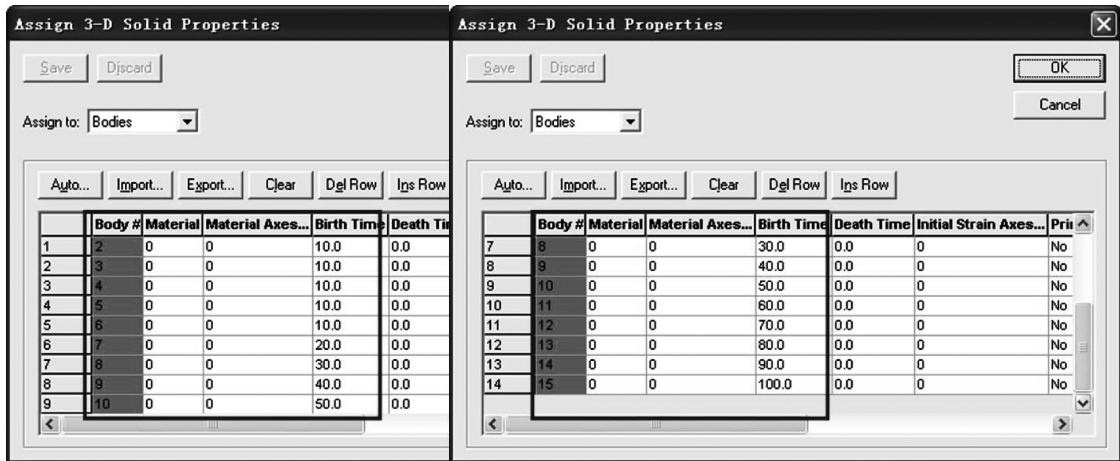 Assign 3-D Solid Properties
Save Discard
Assign to: Bodies
Auto... Import... Export... Clear Del Row Ins Row
Body # Material Material Axes... Birth Time Death Ti
1 2 0 0 10.0 0.0
2 3 0 0 10.0 0.0
3 4 0 0 10.0 0.0
4 5 0 0 10.0 0.0
5 6 0 0 10.0 0.0
6 7 0 0 20.0 0.0
7 8 0 0 30.0 0.0
8 9 0 0 40.0 0.0
9 10 0 0 50.0 0.0
Assign 3-D Solid Properties
Save Discard OK
Cancel
Assign to: Bodies
Auto... Import... Export... Clear Del Row Ins Row
Body # Material Material Axes... Birth Time Death Time Initial Strain Axes... Pri
7 8 0 0 30.0 0.0 0 No
8 9 0 0 40.0 0.0 0 No
9 10 0 0 50.0 0.0 0 No
10 11 0 0 60.0 0.0 0 No
11 12 0 0 70.0 0.0 0 No
12 13 0 0 80.0 0.0 0 No
13 14 0 0 90.0 0.0 0 No
14 15 0 0 100.0 0.0 0 No